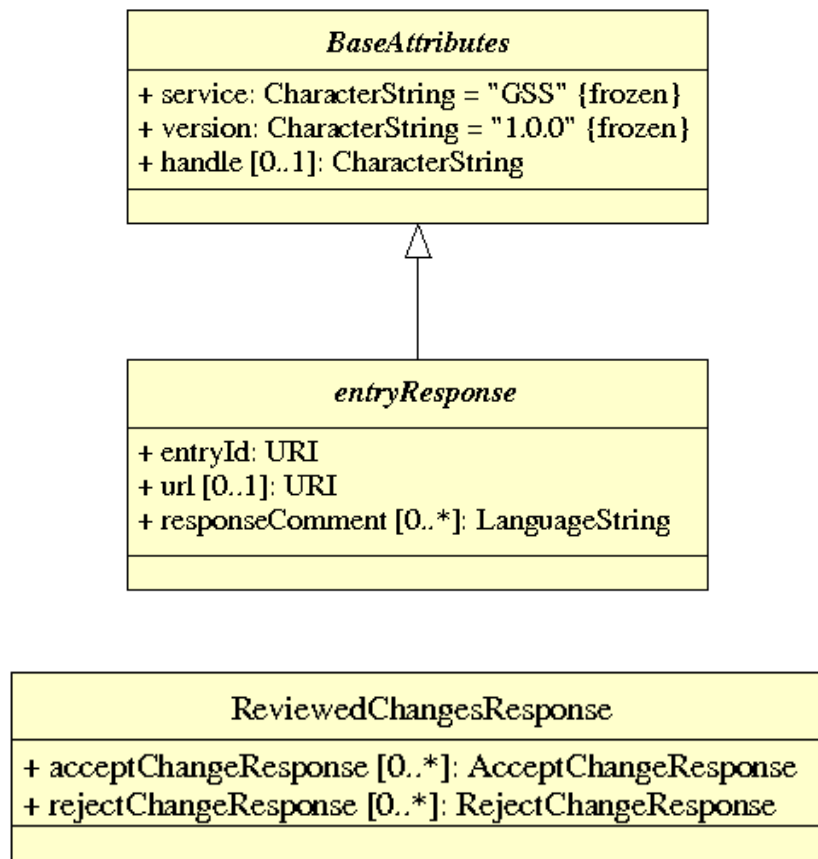 BaseAttributes
+ service: CharacterString = "GSS" {frozen}
+ version: CharacterString = "1.0.0" {frozen}
+ handle [0..1]: CharacterString
entryResponse
+ entryId: URI
+ url [0..1]: URI
+ responseComment [0..*]: LanguageString
ReviewedChangesResponse
+ acceptChangeResponse [0..*]: AcceptChangeResponse
+ rejectChangeResponse [0..*]: RejectChangeResponse